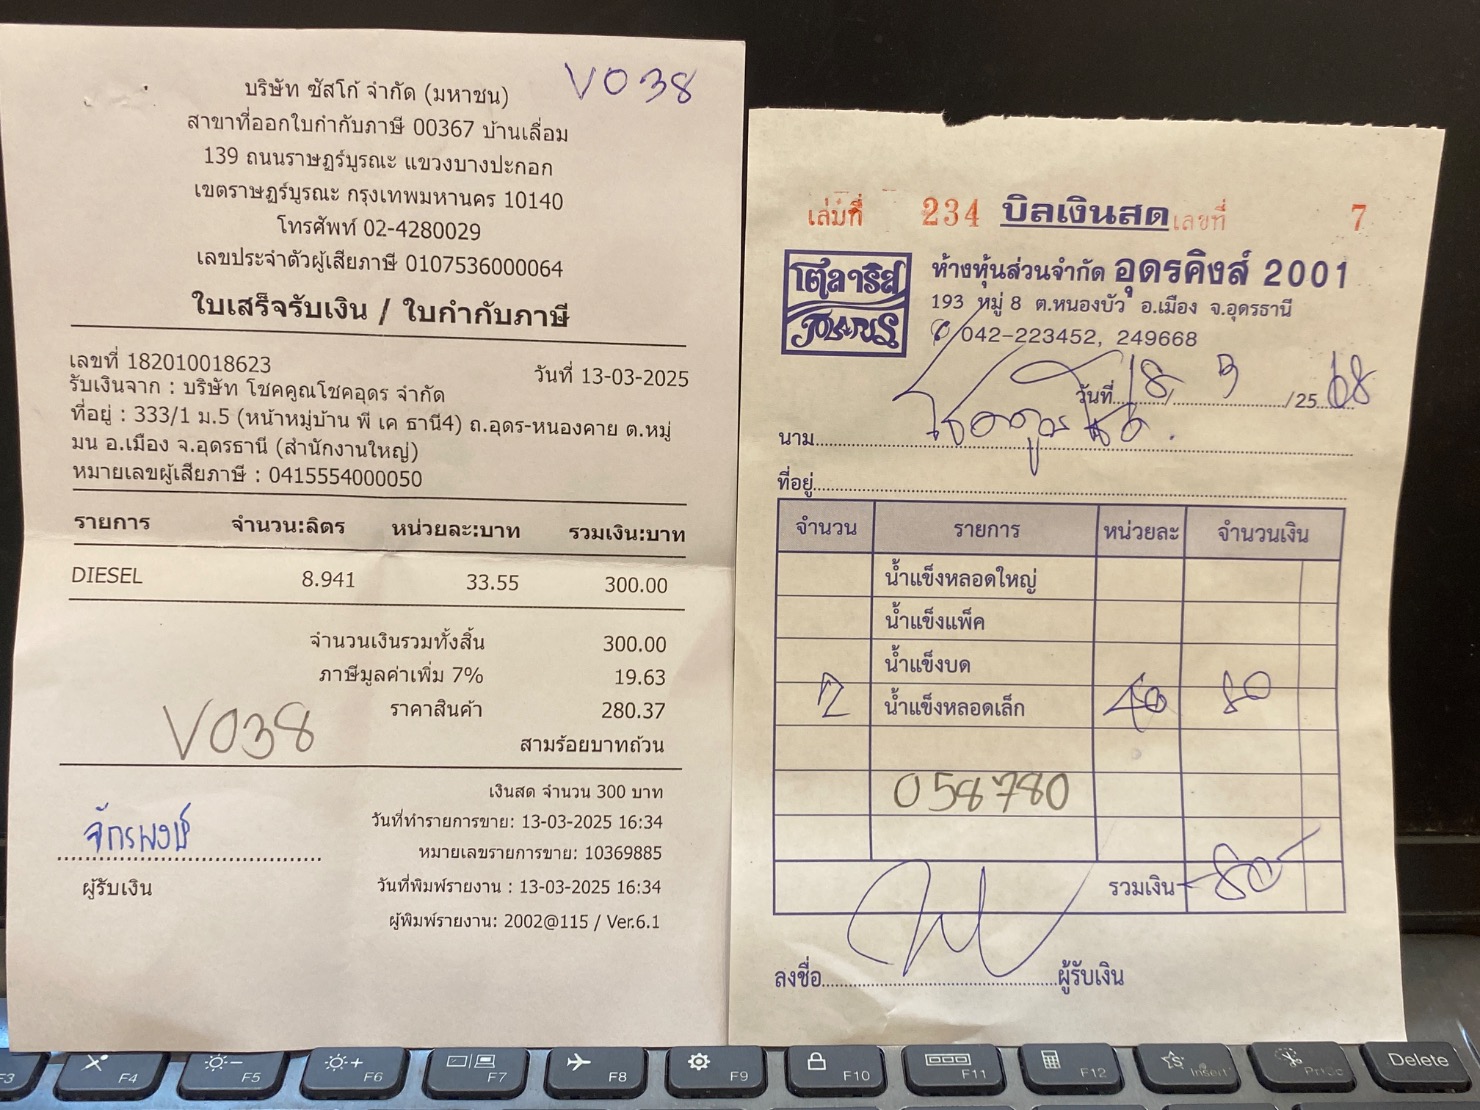 V038
บริษัท ซัสโก้ จำกัด (มหาชน)
สาขาที่ออกใบกำกับภาษี 00367 บ้านเลื่อม
139 ถนนราษฎร์บูรณะ แขวงบางปะกอก
เขตราษฎร์บูรณะ กรุงเทพมหานคร 10140
โทรศัพท์ 02-4280029
เลขประจำตัวผู้เสียภาษี 0107536000064
ใบเสร็จรับเงิน / ใบกำกับภาษี
เลขที่ 182010018623 วันที่ 13-03-2025
รับเงินจาก : บริษัท โชคคูณโชคอุดร จำกัด
ที่อยู่ : 333/1 ม.5 (หน้าหมู่บ้าน พี เค ธานี4) ถ.อุดร-หนองคาย ต.หมู
มน อ.เมือง จ.อุดรธานี (สำนักงานใหญ่)
หมายเลขผู้เสียภาษี : 0415554000050
รายการ จำนวน:ลิตร หน่วยละ:บาท รวมเงิน:บาท
DIESEL 8.941 33.55 300.00
จำนวนเงินรวมทั้งสิ้น 300.00
ภาษีมูลค่าเพิ่ม 7% 19.63
ราคาสินค้า 280.37
V038
สามร้อยบาทถ้วน
เงินสด จำนวน 300 บาท
วันที่ทำรายการขาย: 13-03-2025 16:34
หมายเลขรายการขาย: 10369885
จักรพงษ์
ผู้รับเงิน
วันที่พิมพ์รายงาน : 13-03-2025 16:34
ผู้พิมพ์รายงาน: 2002@115 / Ver.6.1
เล่มที่ 234 บิลเงินสด เลขที่ 7
โตลาริส
ห้างหุ้นส่วนจำกัด อุดรคิงส์ 2001
193 หมู่ 8 ต.หนองบัว อ.เมือง จ.อุดรธานี
042-223452, 249668
วันที่ 18 / 3 /25 68
นาม
ที่อยู่
จำนวน รายการ หน่วยละ จำนวนเงิน
น้ำแข็งหลอดใหญ่
น้ำแข็งแพ็ค
น้ำแข็งบด
2 น้ำแข็งหลอดเล็ก 40 80
058780
รวมเงิน 80
ลงชื่อ ผู้รับเงิน
F3 F4 F5 F6 F7 F8 F9 F10 F11 F12 Insert PrtSc Delete